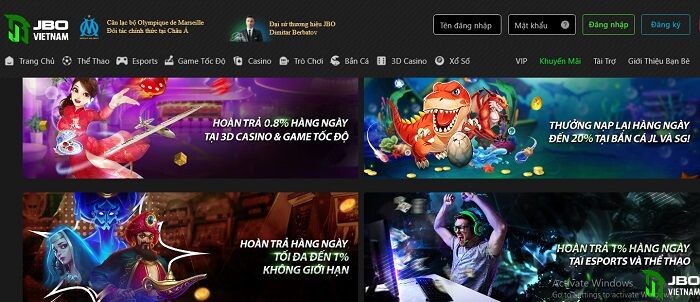 JBO
VIETNAM
Câu lạc bộ Olympique de Marseille
Đối tác chính thức tại Châu Á
Đại sứ thương hiệu JBO
Dimitar Berbatov
Tên đăng nhập
Mật khẩu
?
Đăng nhập
Đăng ký
Trang Chủ
Thể Thao
Esports
Game Tốc Độ
Casino
Trò Chơi
Bắn Cá
3D Casino
Xổ Số
VIP
Khuyến Mãi
Tài Trợ
Giới Thiệu Bạn Bè
HOÀN TRẢ 0.8% HÀNG NGÀY
TẠI 3D CASINO & GAME TỐC ĐỘ
THƯỞNG NẠP LẠI HÀNG NGÀY
ĐẾN 20% TẠI BẮN CÁ JL VÀ SG!
HOÀN TRẢ HÀNG NGÀY
TỐI ĐA ĐẾN 1%
KHÔNG GIỚI HẠN
HOÀN TRẢ 1% HÀNG NGÀY
TẠI ESPORTS VÀ THỂ THAO
Activate Windows
Go to Settings to activate Windows
JBO
VIETNAM